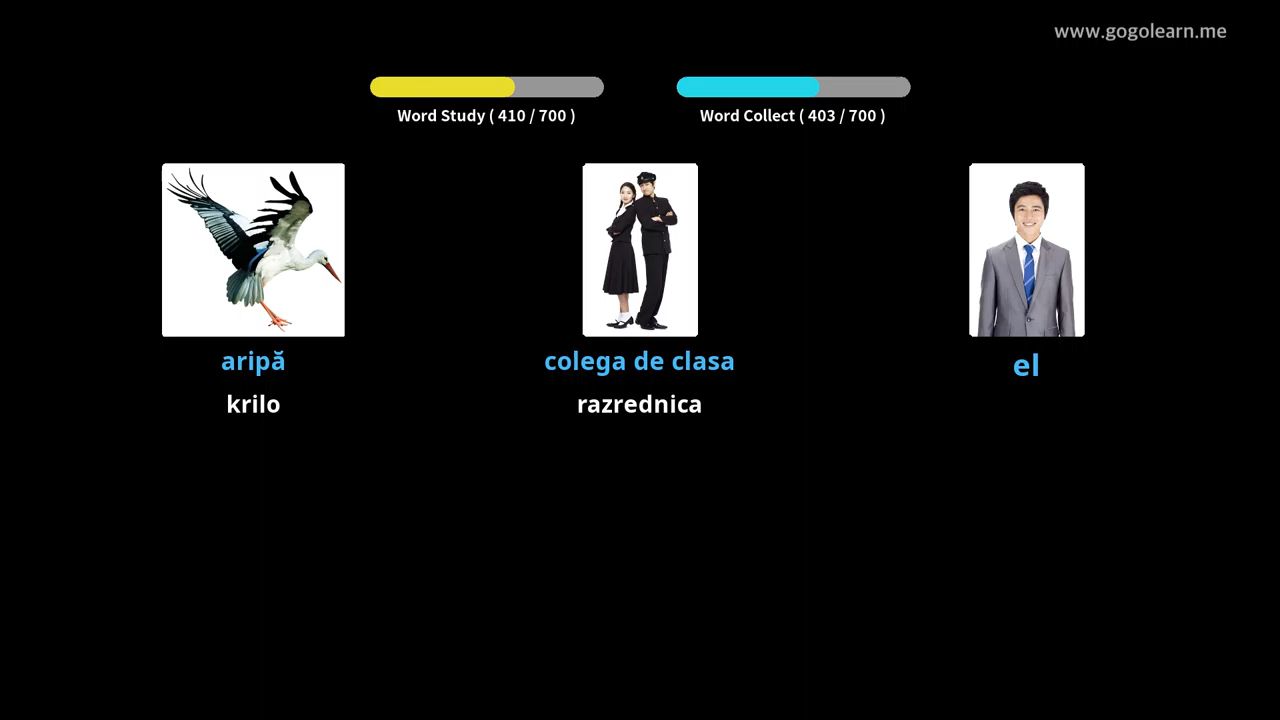 www.gogolearn.me
Word Study ( 410 / 700 )
Word Collect ( 403 / 700 )
aripă
colega de clasa
el
krilo
razrednica